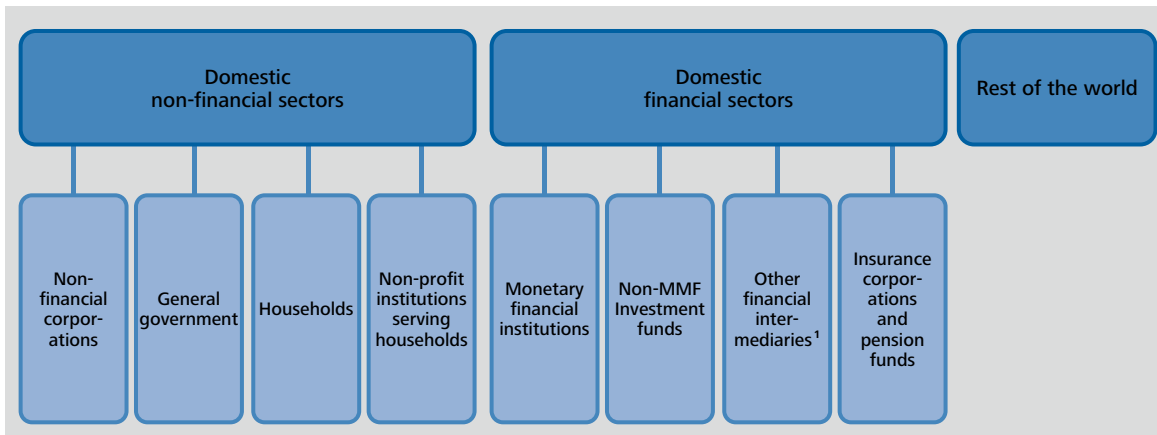 Domestic
non-financial sectors
Domestic
financial sectors
Rest of the world
Non-
financial
corpor-
ations
General
government
Households
Non-profit
institutions
serving
households
Monetary
financial
institutions
Non-MMF
Investment
funds
Other
financial
inter-
mediaries¹
Insurance
corpor-
ations
and
pension
funds